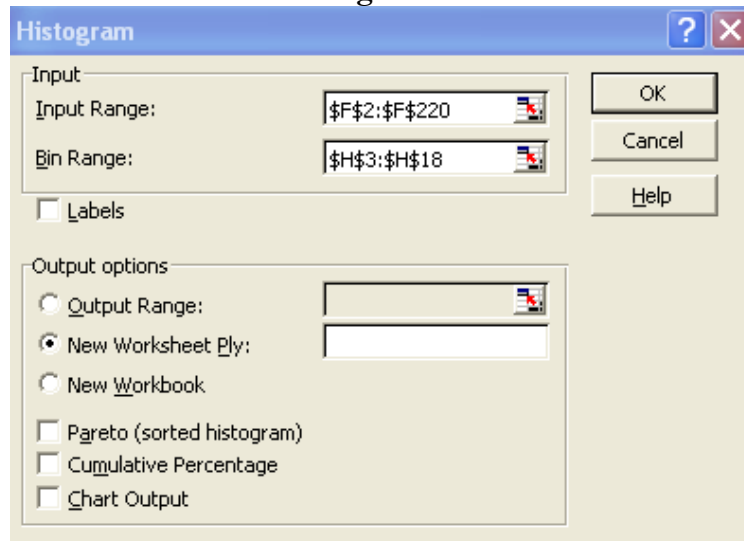 Histogram
Input
Input Range: $F$2:$F$220
Bin Range: $H$3:$H$18
Labels
OK
Cancel
Help
Output options
Output Range:
New Worksheet Ply:
New Workbook
Pareto (sorted histogram)
Cumulative Percentage
Chart Output